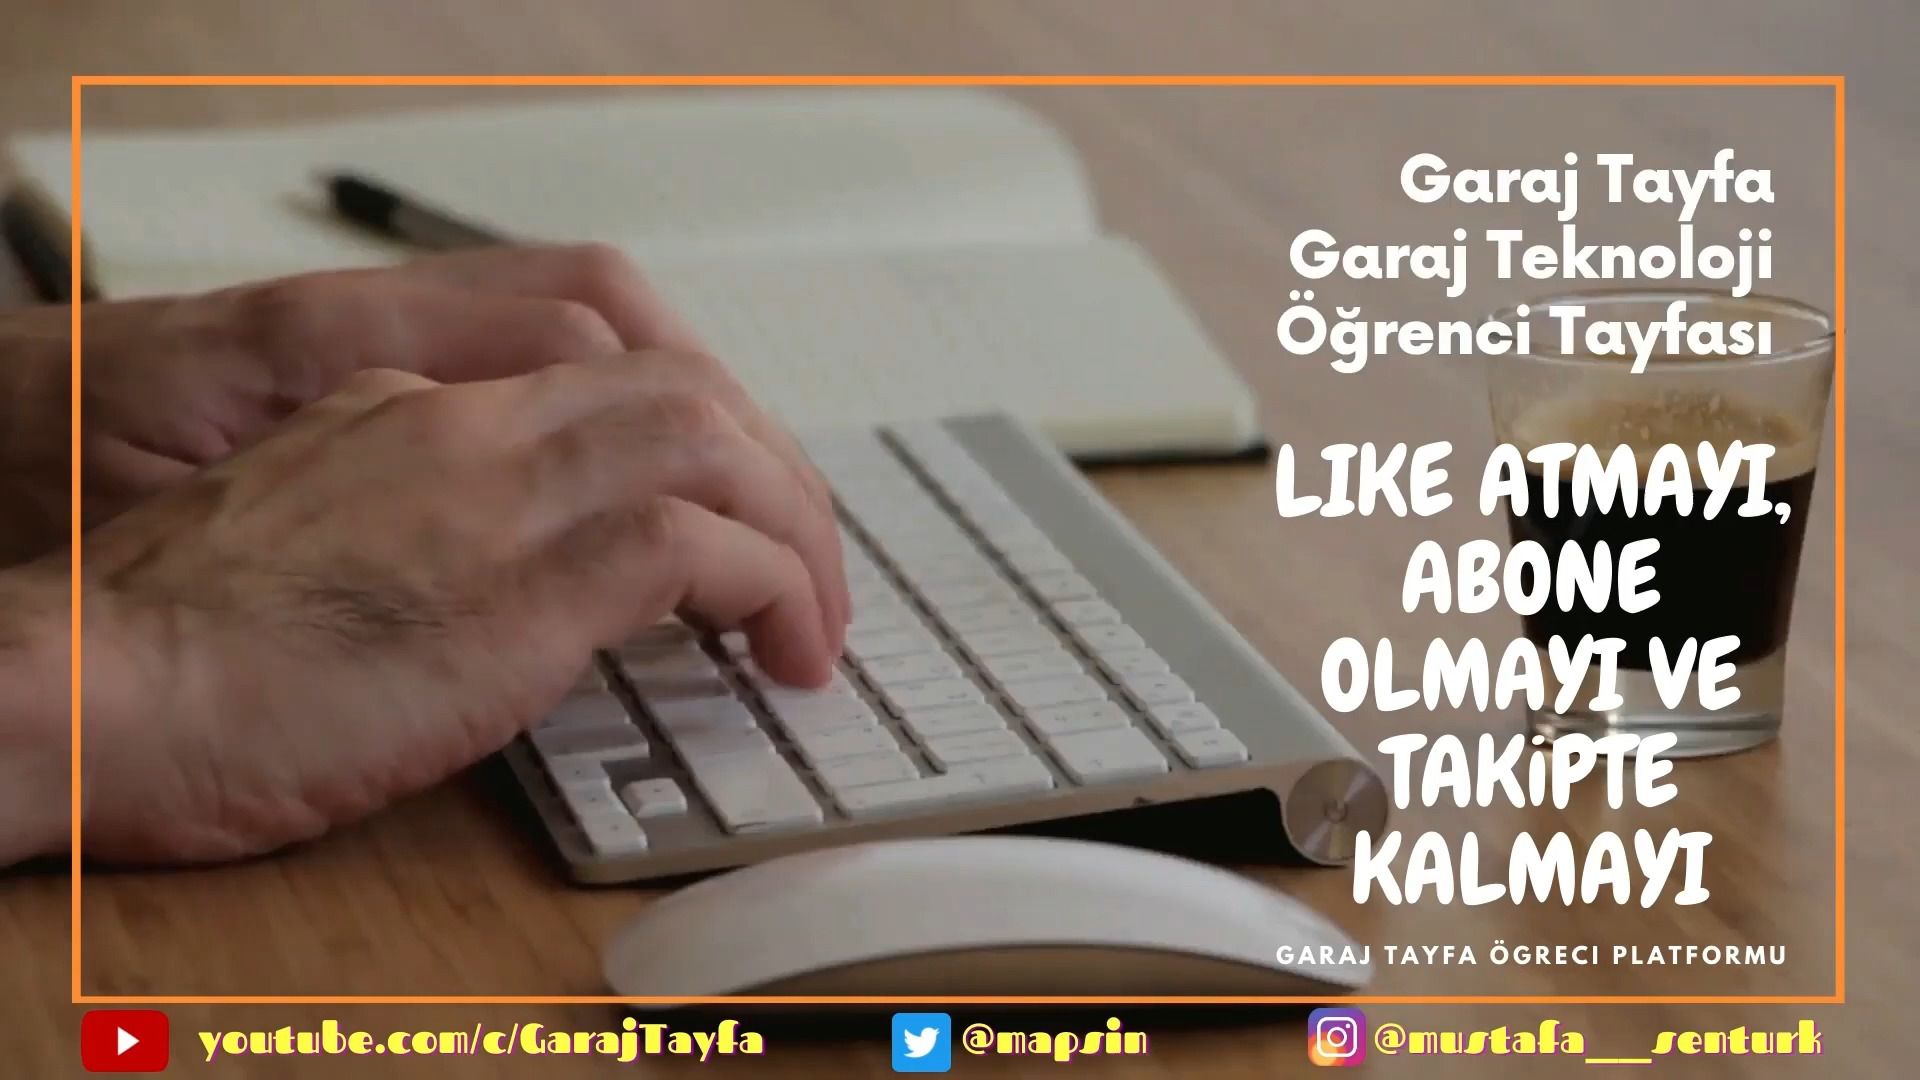 Garaj Tayfa
Garaj Teknoloji
Öğrenci Tayfası
LIKE ATMAYI,
ABONE
OLMAYI VE
TAKiPTE
KALMAYI
GARAJ TAYFA ÖGRECI PLATFORMU
youtube.com/c/GarajTayfa
@mapsin
@mustafa__senturk